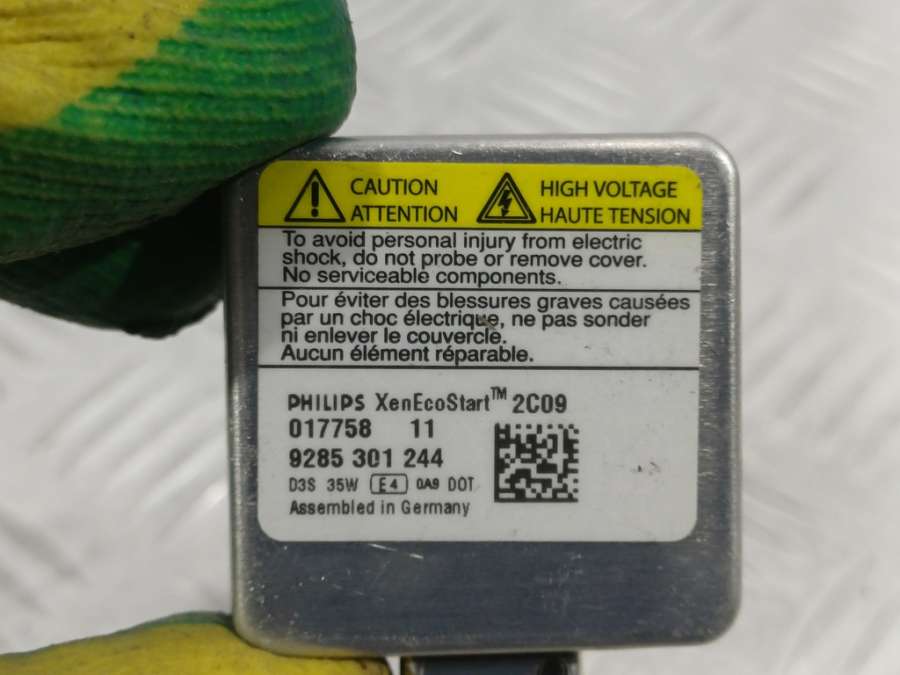 CAUTION
ATTENTION
HIGH VOLTAGE
HAUTE TENSION
To avoid personal injury from electric
shock, do not probe or remove cover.
No serviceable components.
Pour éviter des blessures graves causées
par un choc électrique, ne pas sonder
ni enlever le couvercle.
Aucun élément réparable.
PHILIPS XenEcoStart™ 2C09
017758 11
9285 301 244
D3S 35W E4 0A9 DOT
Assembled in Germany